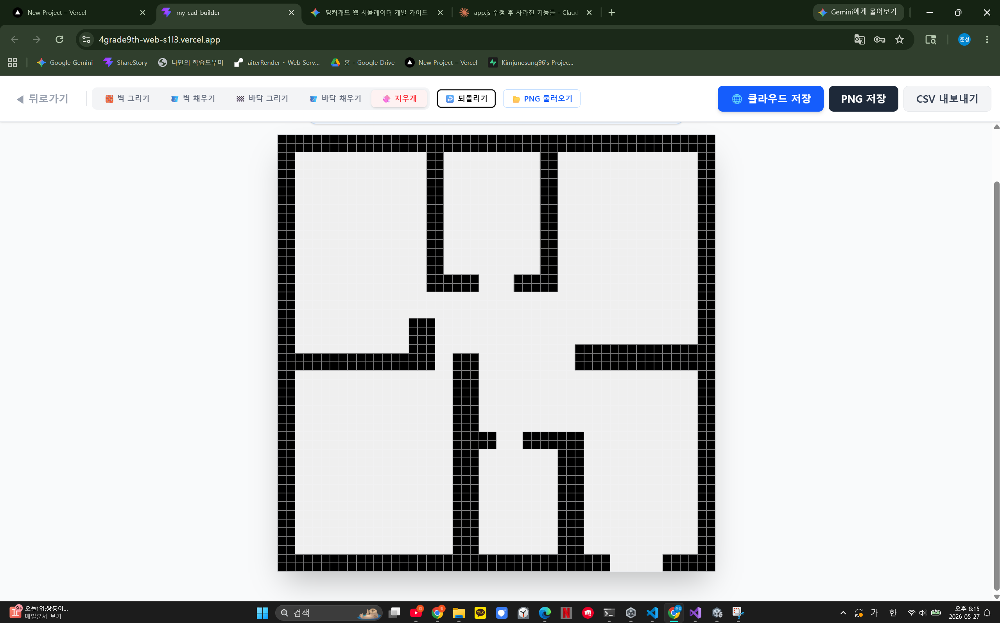 New Project – Vercel
my-cad-builder
팅커캐드 웹 시뮬레이터 개발 가이드
app.js 수정 후 사라진 기능들 - Claud
Gemini에게 물어보기
4grade9th-web-s1l3.vercel.app
준성
Google Gemini
ShareStory
나만의 학습도우미
aiterRender · Web Serv...
홈 - Google Drive
New Project – Vercel
Kimjunesung96's Projec...
◀ 뒤로가기
벽 그리기
벽 채우기
바닥 그리기
바닥 채우기
지우개
되돌리기
PNG 불러오기
클라우드 저장
PNG 저장
CSV 내보내기
9+
오늘1위:쌍둥이...
매일운세 보기
검색
TALK
준성
가
한
오후 8:15
2026-05-27